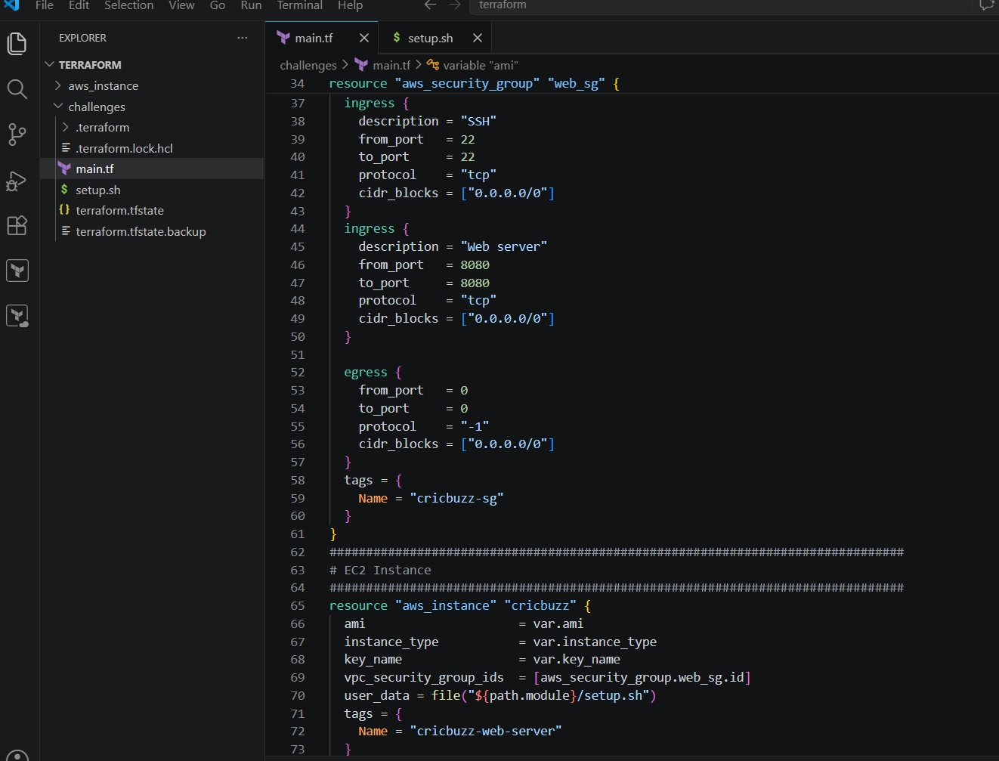 File Edit Selection View Go Run Terminal Help
terraform
EXPLORER
TERRAFORM
aws_instance
challenges
.terraform
.terraform.lock.hcl
main.tf
setup.sh
terraform.tfstate
terraform.tfstate.backup
main.tf
$ setup.sh
challenges > main.tf > variable "ami"
34 resource "aws_security_group" "web_sg" {
37 ingress {
38 description = "SSH"
39 from_port = 22
40 to_port = 22
41 protocol = "tcp"
42 cidr_blocks = ["0.0.0.0/0"]
43 }
44 ingress {
45 description = "Web server"
46 from_port = 8080
47 to_port = 8080
48 protocol = "tcp"
49 cidr_blocks = ["0.0.0.0/0"]
50 }
51
52 egress {
53 from_port = 0
54 to_port = 0
55 protocol = "-1"
56 cidr_blocks = ["0.0.0.0/0"]
57 }
58 tags = {
59 Name = "cricbuzz-sg"
60 }
61 }
62 ###############################################################################
63 # EC2 Instance
64 ###############################################################################
65 resource "aws_instance" "cricbuzz" {
66 ami = var.ami
67 instance_type = var.instance_type
68 key_name = var.key_name
69 vpc_security_group_ids = [aws_security_group.web_sg.id]
70 user_data = file("${path.module}/setup.sh")
71 tags = {
72 Name = "cricbuzz-web-server"
73 }